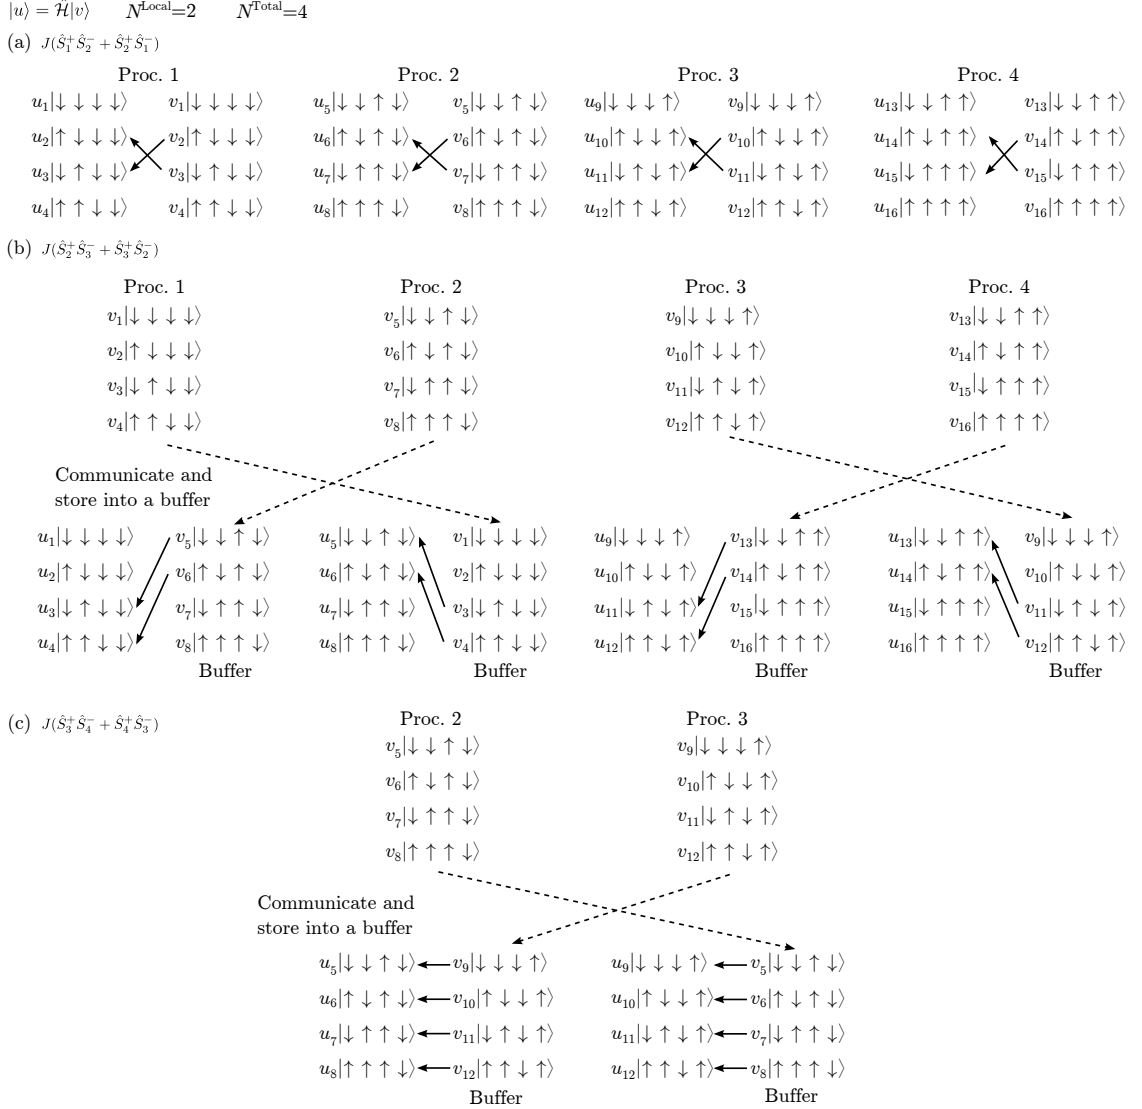 |u⟩ = Ĥ|v⟩ N^Local=2 N^Total=4
(a) J(Ŝ₁⁺Ŝ₂⁻ + Ŝ₂⁺Ŝ₁⁻)
Proc. 1 Proc. 2 Proc. 3 Proc. 4
u₁|↓ ↓ ↓ ↓⟩ v₁|↓ ↓ ↓ ↓⟩ u₅|↓ ↓ ↑ ↓⟩ v₅|↓ ↓ ↑ ↓⟩ u₉|↓ ↓ ↓ ↑⟩ v₉|↓ ↓ ↓ ↑⟩ u₁₃|↓ ↓ ↑ ↑⟩ v₁₃|↓ ↓ ↑ ↑⟩
u₂|↑ ↓ ↓ ↓⟩ v₂|↑ ↓ ↓ ↓⟩ u₆|↑ ↓ ↑ ↓⟩ v₆|↑ ↓ ↑ ↓⟩ u₁₀|↑ ↓ ↓ ↑⟩ v₁₀|↑ ↓ ↓ ↑⟩ u₁₄|↑ ↓ ↑ ↑⟩ v₁₄|↑ ↓ ↑ ↑⟩
u₃|↓ ↑ ↓ ↓⟩ v₃|↓ ↑ ↓ ↓⟩ u₇|↓ ↑ ↑ ↓⟩ v₇|↓ ↑ ↑ ↓⟩ u₁₁|↓ ↑ ↓ ↑⟩ v₁₁|↓ ↑ ↓ ↑⟩ u₁₅|↓ ↑ ↑ ↑⟩ v₁₅|↓ ↑ ↑ ↑⟩
u₄|↑ ↑ ↓ ↓⟩ v₄|↑ ↑ ↓ ↓⟩ u₈|↑ ↑ ↑ ↓⟩ v₈|↑ ↑ ↑ ↓⟩ u₁₂|↑ ↑ ↓ ↑⟩ v₁₂|↑ ↑ ↓ ↑⟩ u₁₆|↑ ↑ ↑ ↑⟩ v₁₆|↑ ↑ ↑ ↑⟩
(b) J(Ŝ₂⁺Ŝ₃⁻ + Ŝ₃⁺Ŝ₂⁻)
Proc. 1 Proc. 2 Proc. 3 Proc. 4
v₁|↓ ↓ ↓ ↓⟩ v₅|↓ ↓ ↑ ↓⟩ v₉|↓ ↓ ↓ ↑⟩ v₁₃|↓ ↓ ↑ ↑⟩
v₂|↑ ↓ ↓ ↓⟩ v₆|↑ ↓ ↑ ↓⟩ v₁₀|↑ ↓ ↓ ↑⟩ v₁₄|↑ ↓ ↑ ↑⟩
v₃|↓ ↑ ↓ ↓⟩ v₇|↓ ↑ ↑ ↓⟩ v₁₁|↓ ↑ ↓ ↑⟩ v₁₅|↓ ↑ ↑ ↑⟩
v₄|↑ ↑ ↓ ↓⟩ v₈|↑ ↑ ↑ ↓⟩ v₁₂|↑ ↑ ↓ ↑⟩ v₁₆|↑ ↑ ↑ ↑⟩
Communicate and
store into a buffer
u₁|↓ ↓ ↓ ↓⟩ v₅|↓ ↓ ↑ ↓⟩ u₅|↓ ↓ ↑ ↓⟩ v₁|↓ ↓ ↓ ↓⟩ u₉|↓ ↓ ↓ ↑⟩ v₁₃|↓ ↓ ↑ ↑⟩ u₁₃|↓ ↓ ↑ ↑⟩ v₉|↓ ↓ ↓ ↑⟩
u₂|↑ ↓ ↓ ↓⟩ v₆|↑ ↓ ↑ ↓⟩ u₆|↑ ↓ ↑ ↓⟩ v₂|↑ ↓ ↓ ↓⟩ u₁₀|↑ ↓ ↓ ↑⟩ v₁₄|↑ ↓ ↑ ↑⟩ u₁₄|↑ ↓ ↑ ↑⟩ v₁₀|↑ ↓ ↓ ↑⟩
u₃|↓ ↑ ↓ ↓⟩ v₇|↓ ↑ ↑ ↓⟩ u₇|↓ ↑ ↑ ↓⟩ v₃|↓ ↑ ↓ ↓⟩ u₁₁|↓ ↑ ↓ ↑⟩ v₁₅|↓ ↑ ↑ ↑⟩ u₁₅|↓ ↑ ↑ ↑⟩ v₁₁|↓ ↑ ↓ ↑⟩
u₄|↑ ↑ ↓ ↓⟩ v₈|↑ ↑ ↑ ↓⟩ u₈|↑ ↑ ↑ ↓⟩ v₄|↑ ↑ ↓ ↓⟩ u₁₂|↑ ↑ ↓ ↑⟩ v₁₆|↑ ↑ ↑ ↑⟩ u₁₆|↑ ↑ ↑ ↑⟩ v₁₂|↑ ↑ ↓ ↑⟩
Buffer Buffer Buffer Buffer
(c) J(Ŝ₃⁺Ŝ₄⁻ + Ŝ₄⁺Ŝ₃⁻)
Proc. 2 Proc. 3
v₅|↓ ↓ ↑ ↓⟩ v₉|↓ ↓ ↓ ↑⟩
v₆|↑ ↓ ↑ ↓⟩ v₁₀|↑ ↓ ↓ ↑⟩
v₇|↓ ↑ ↑ ↓⟩ v₁₁|↓ ↑ ↓ ↑⟩
v₈|↑ ↑ ↑ ↓⟩ v₁₂|↑ ↑ ↓ ↑⟩
Communicate and
store into a buffer
u₅|↓ ↓ ↑ ↓⟩ v₉|↓ ↓ ↓ ↑⟩ u₉|↓ ↓ ↓ ↑⟩ v₅|↓ ↓ ↑ ↓⟩
u₆|↑ ↓ ↑ ↓⟩ v₁₀|↑ ↓ ↓ ↑⟩ u₁₀|↑ ↓ ↓ ↑⟩ v₆|↑ ↓ ↑ ↓⟩
u₇|↓ ↑ ↑ ↓⟩ v₁₁|↓ ↑ ↓ ↑⟩ u₁₁|↓ ↑ ↓ ↑⟩ v₇|↓ ↑ ↑ ↓⟩
u₈|↑ ↑ ↑ ↓⟩ v₁₂|↑ ↑ ↓ ↑⟩ u₁₂|↑ ↑ ↓ ↑⟩ v₈|↑ ↑ ↑ ↓⟩
Buffer Buffer